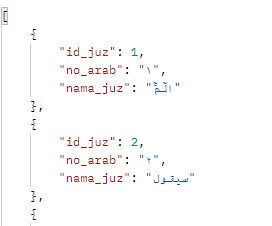 [
{
"id_juz": 1,
"no_arab": "١",
"nama_juz": "الٓمٓ"
},
{
"id_juz": 2,
"no_arab": "٢",
"nama_juz": "سيقول"
},
{